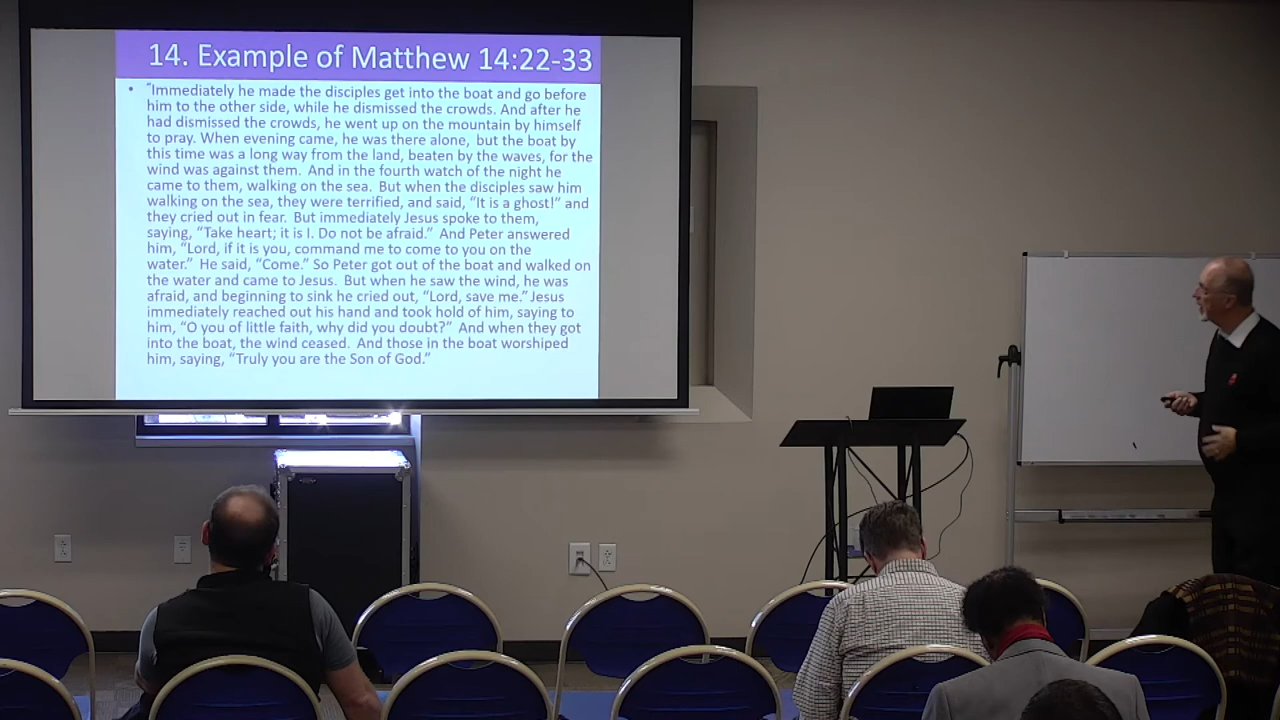 14. Example of Matthew 14:22-33
• "Immediately he made the disciples get into the boat and go before
him to the other side, while he dismissed the crowds. And after he
had dismissed the crowds, he went up on the mountain by himself
to pray. When evening came, he was there alone, but the boat by
this time was a long way from the land, beaten by the waves, for the
wind was against them. And in the fourth watch of the night he
came to them, walking on the sea. But when the disciples saw him
walking on the sea, they were terrified, and said, "It is a ghost!" and
they cried out in fear. But immediately Jesus spoke to them,
saying, "Take heart; it is I. Do not be afraid." And Peter answered
him, "Lord, if it is you, command me to come to you on the
water." He said, "Come." So Peter got out of the boat and walked on
the water and came to Jesus. But when he saw the wind, he was
afraid, and beginning to sink he cried out, "Lord, save me." Jesus
immediately reached out his hand and took hold of him, saying to
him, "O you of little faith, why did you doubt?" And when they got
into the boat, the wind ceased. And those in the boat worshiped
him, saying, "Truly you are the Son of God."